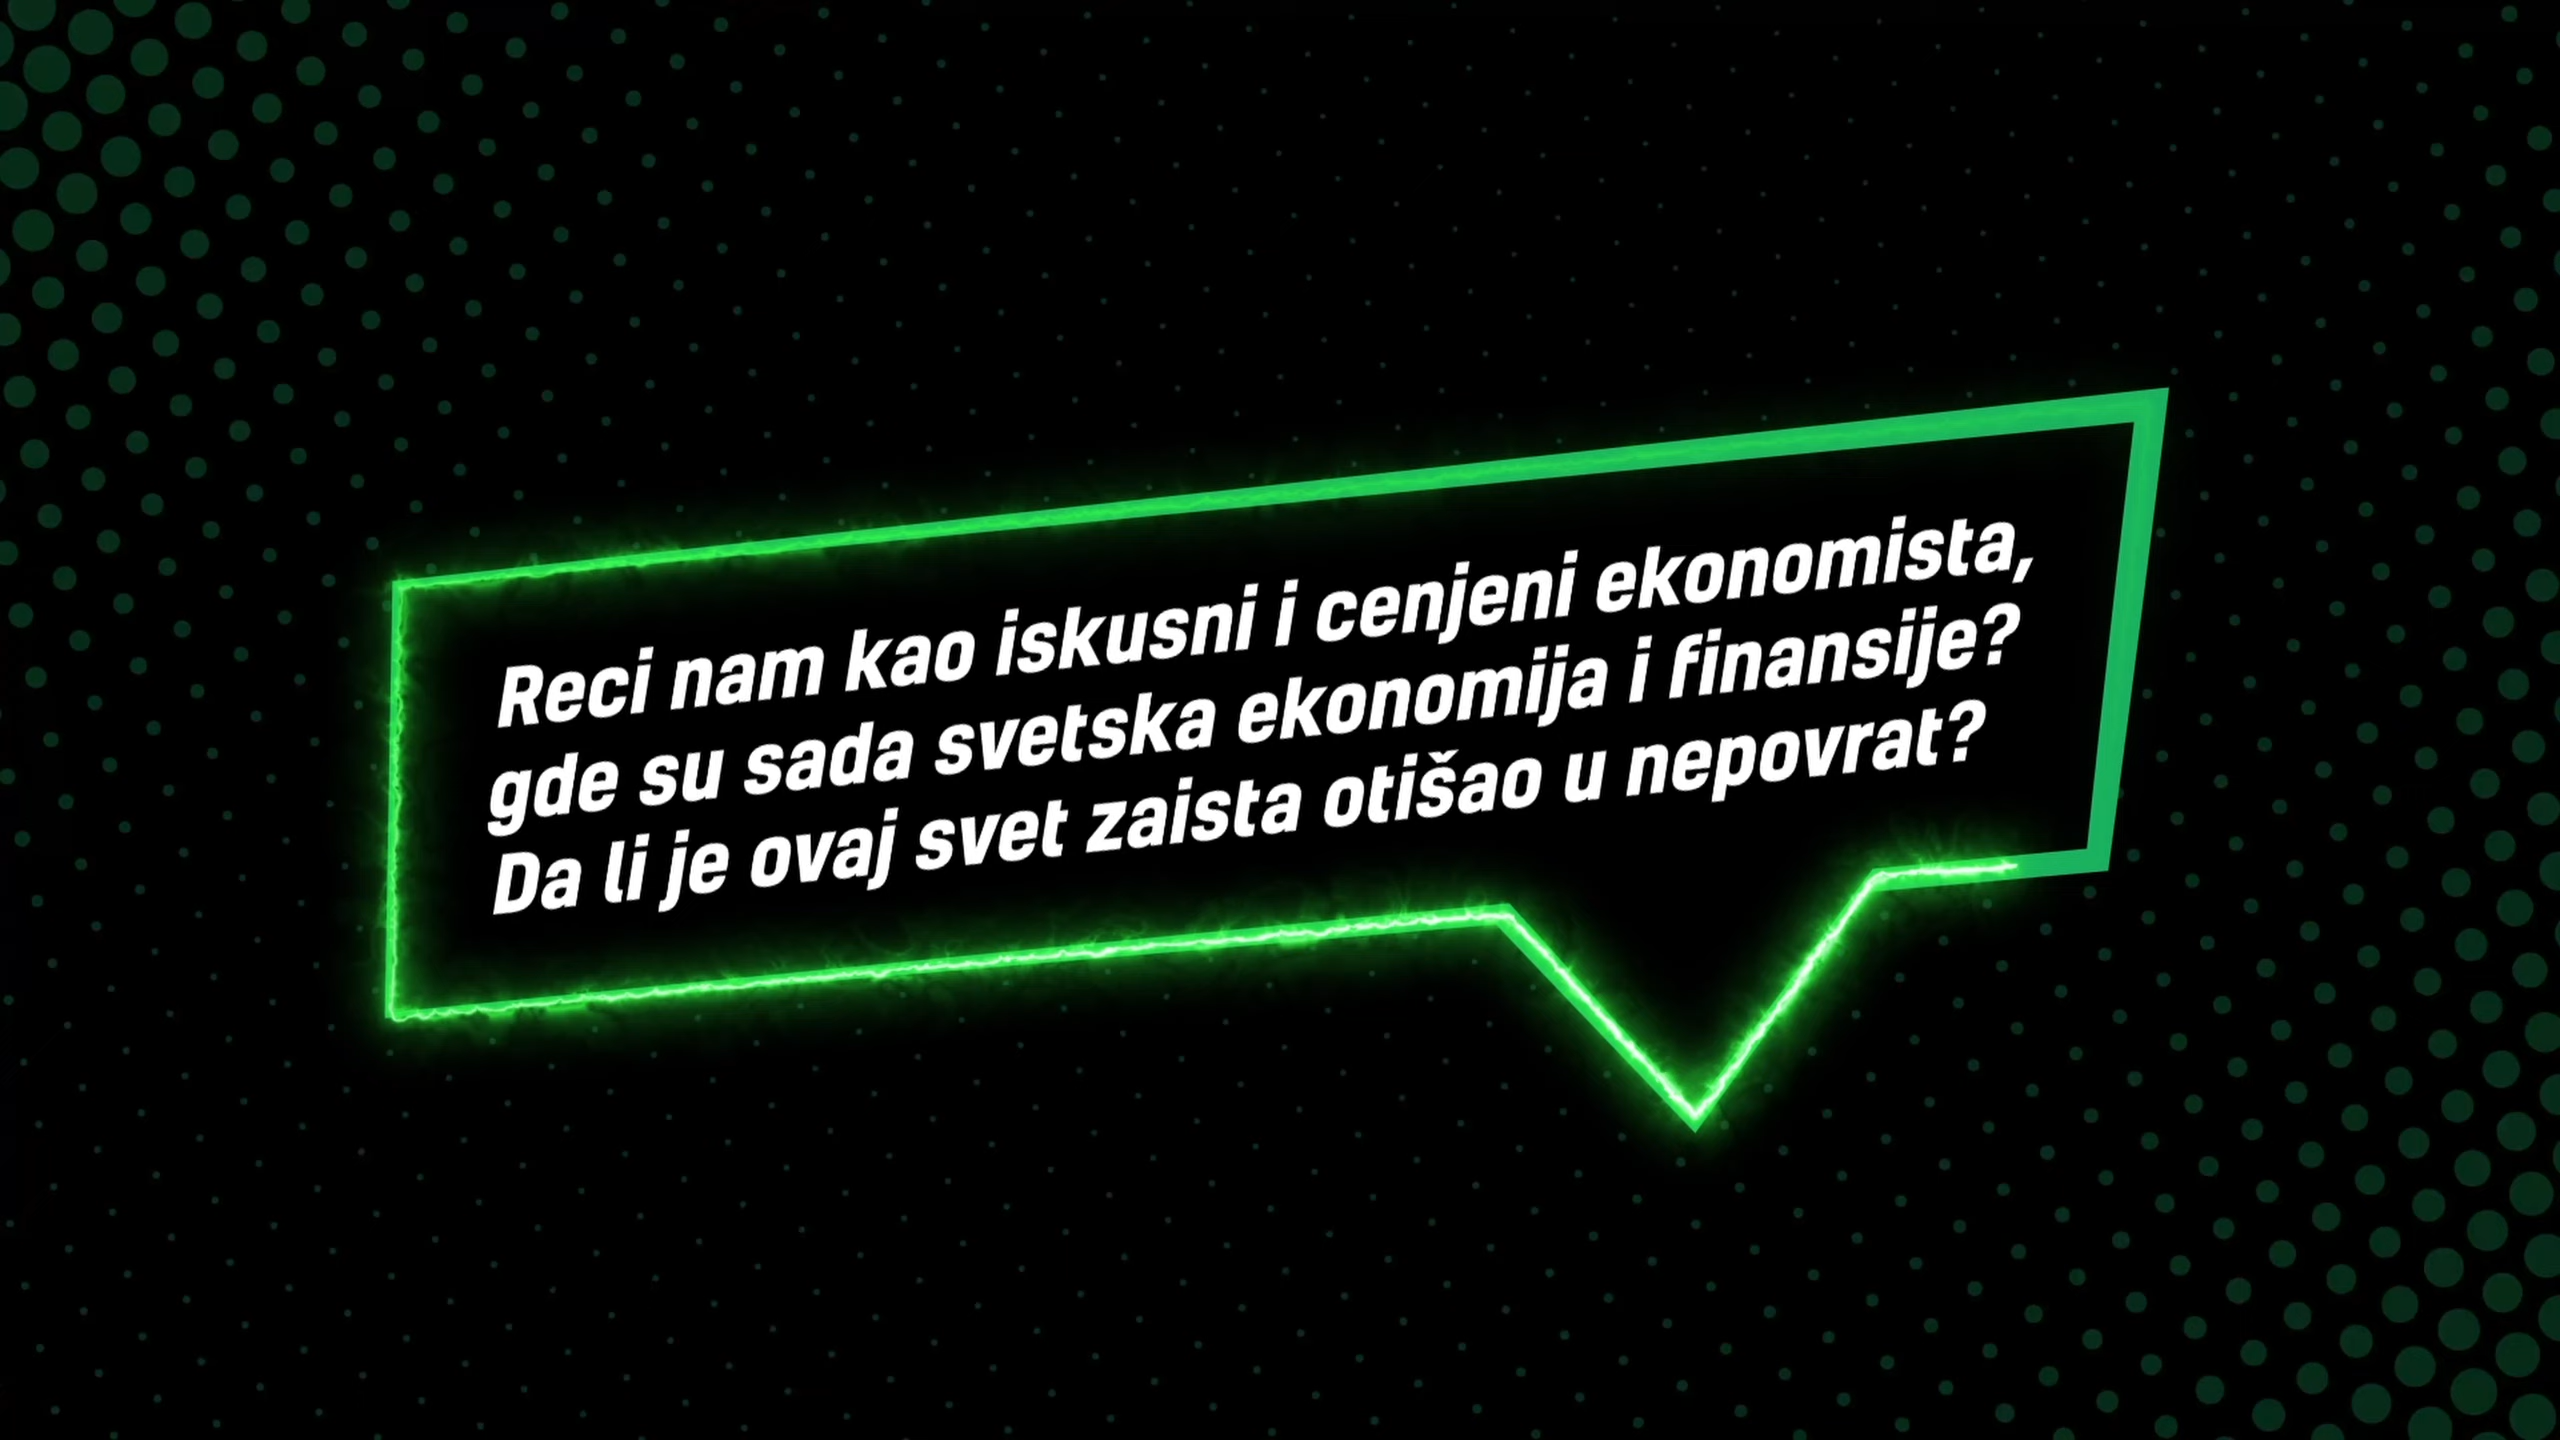 Reci nam kao iskusni i cenjeni ekonomista,
gde su sada svetska ekonomija i finansije?
Da li je ovaj svet zaista otišao u nepovrat?